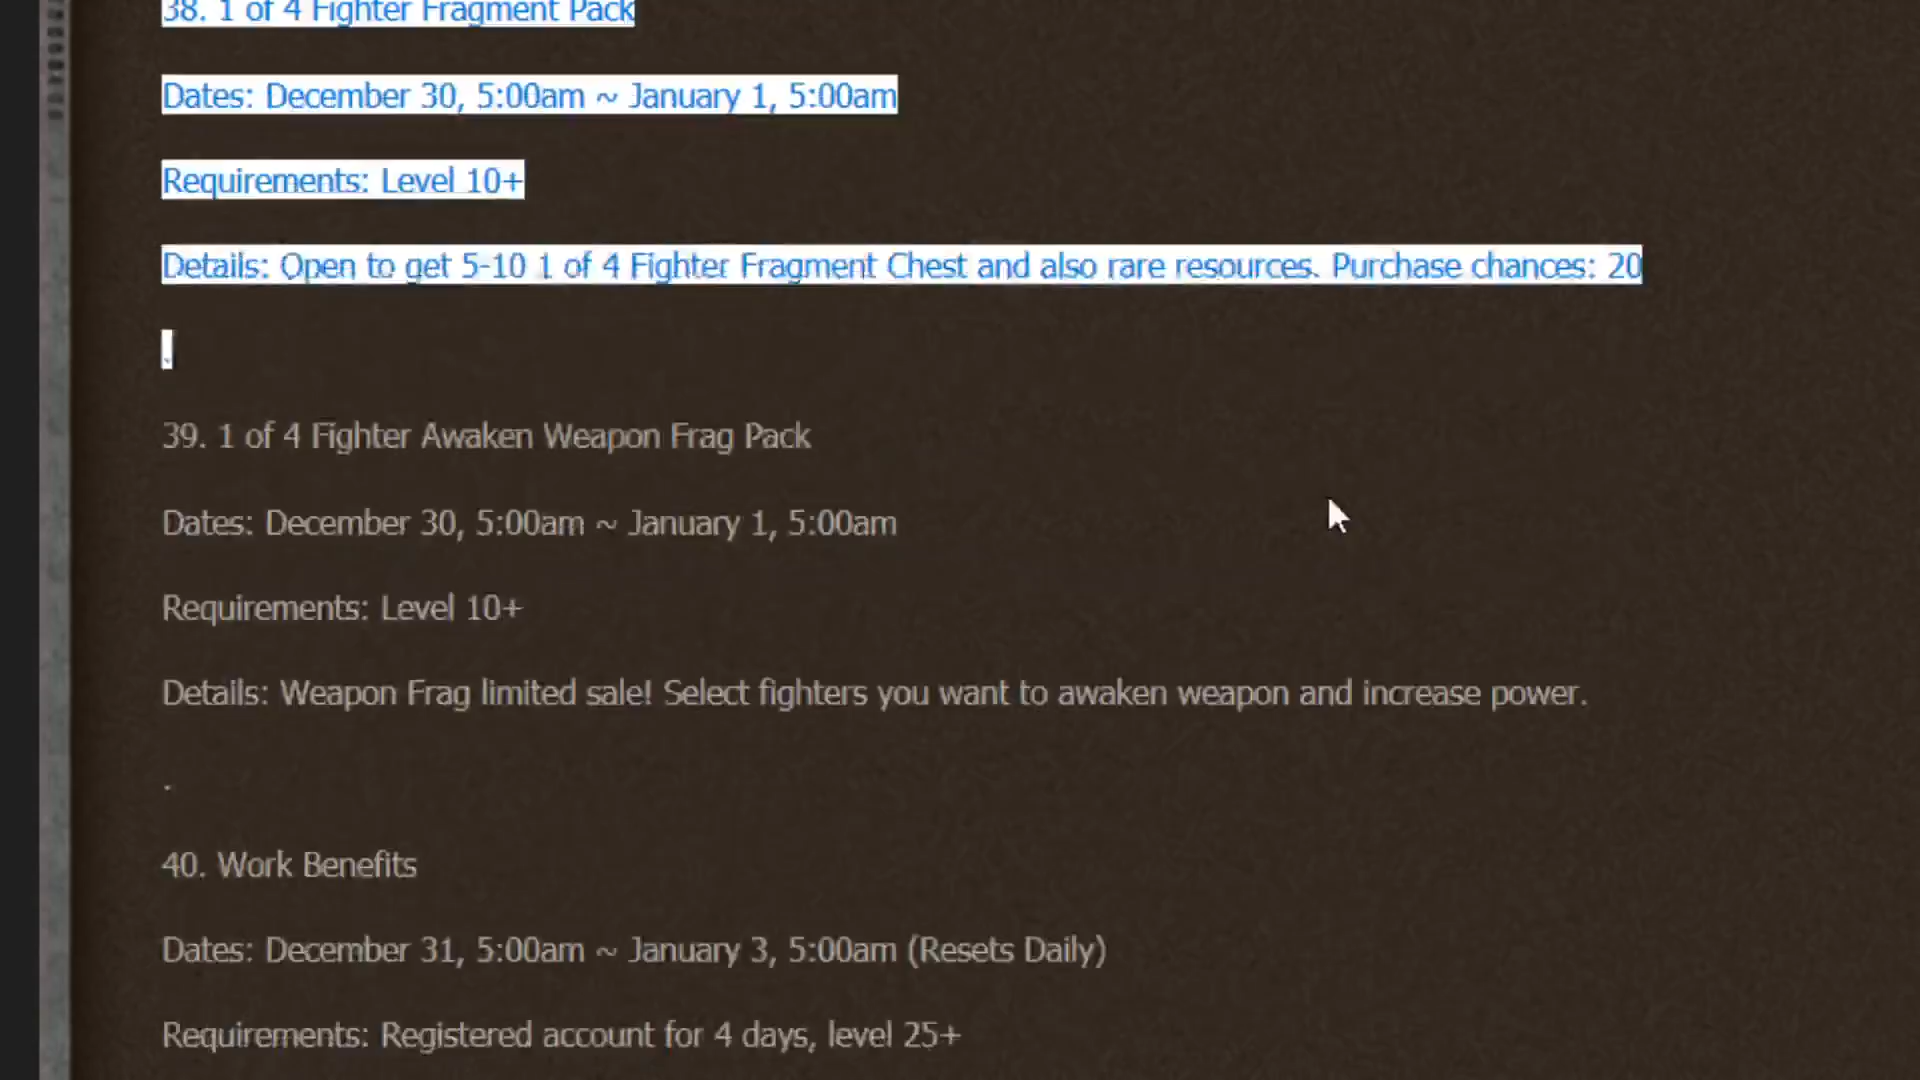 38. 1 of 4 Fighter Fragment Pack
Dates: December 30, 5:00am ~ January 1, 5:00am
Requirements: Level 10+
Details: Open to get 5-10 1 of 4 Fighter Fragment Chest and also rare resources. Purchase chances: 20
.
39. 1 of 4 Fighter Awaken Weapon Frag Pack
Dates: December 30, 5:00am ~ January 1, 5:00am
Requirements: Level 10+
Details: Weapon Frag limited sale! Select fighters you want to awaken weapon and increase power.
.
40. Work Benefits
Dates: December 31, 5:00am ~ January 3, 5:00am (Resets Daily)
Requirements: Registered account for 4 days, level 25+